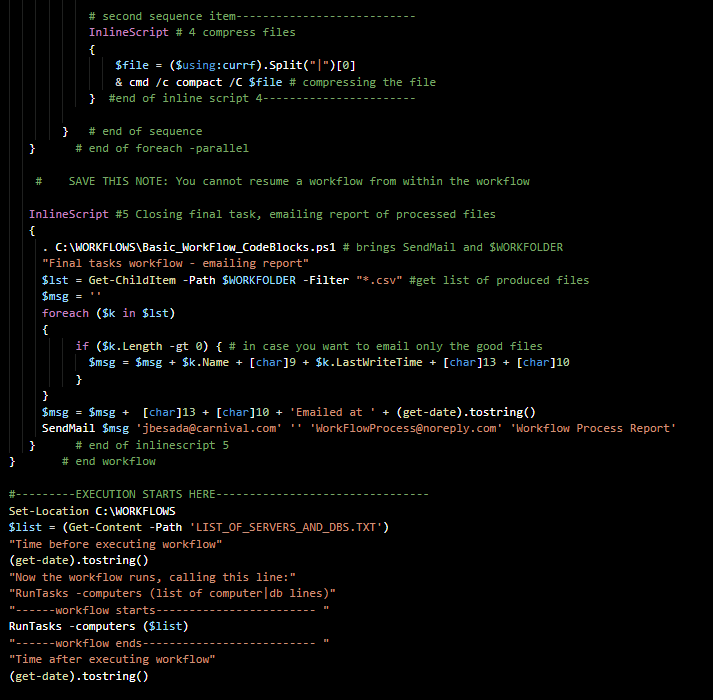 # second sequence item---------------------------
InlineScript # 4 compress files
{
$file = ($using:currf).Split("|")[0]
& cmd /c compact /C $file # compressing the file
} #end of inline script 4-----------------------
} # end of sequence
} # end of foreach -parallel
# SAVE THIS NOTE: You cannot resume a workflow from within the workflow
InlineScript #5 Closing final task, emailing report of processed files
{
. C:\WORKFLOWS\Basic_WorkFlow_CodeBlocks.ps1 # brings SendMail and $WORKFOLDER
"Final tasks workflow - emailing report"
$lst = Get-ChildItem -Path $WORKFOLDER -Filter "*.csv" #get list of produced files
$msg = ''
foreach ($k in $lst)
{
if ($k.Length -gt 0) { # in case you want to email only the good files
$msg = $msg + $k.Name + [char]9 + $k.LastWriteTime + [char]13 + [char]10
}
}
$msg = $msg + [char]13 + [char]10 + 'Emailed at ' + (get-date).tostring()
SendMail $msg 'jbesada@carnival.com' '' 'WorkFlowProcess@noreply.com' 'Workflow Process Report'
} # end of inlinescript 5
} # end workflow
#---------EXECUTION STARTS HERE--------------------------------
Set-Location C:\WORKFLOWS
$list = (Get-Content -Path 'LIST_OF_SERVERS_AND_DBS.TXT')
"Time before executing workflow"
(get-date).tostring()
"Now the workflow runs, calling this line:"
"RunTasks -computers (list of computer|db lines)"
"------workflow starts------------------------ "
RunTasks -computers ($list)
"------workflow ends-------------------------- "
"Time after executing workflow"
(get-date).tostring()